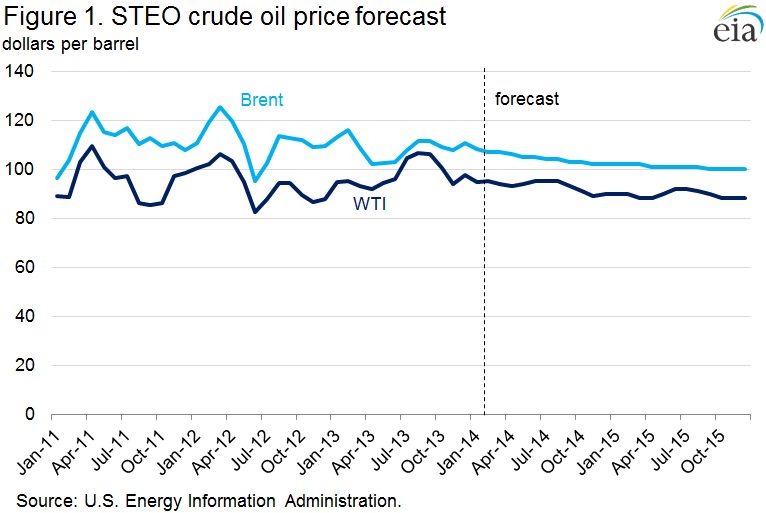 Figure 1. STEO crude oil price forecast
dollars per barrel
eia
140
120
100
80
60
40
20
0
Brent
WTI
forecast
Jan-11
Apr-11
Jul-11
Oct-11
Jan-12
Apr-12
Jul-12
Oct-12
Jan-13
Apr-13
Jul-13
Oct-13
Jan-14
Apr-14
Jul-14
Oct-14
Jan-15
Apr-15
Jul-15
Oct-15
Source: U.S. Energy Information Administration.